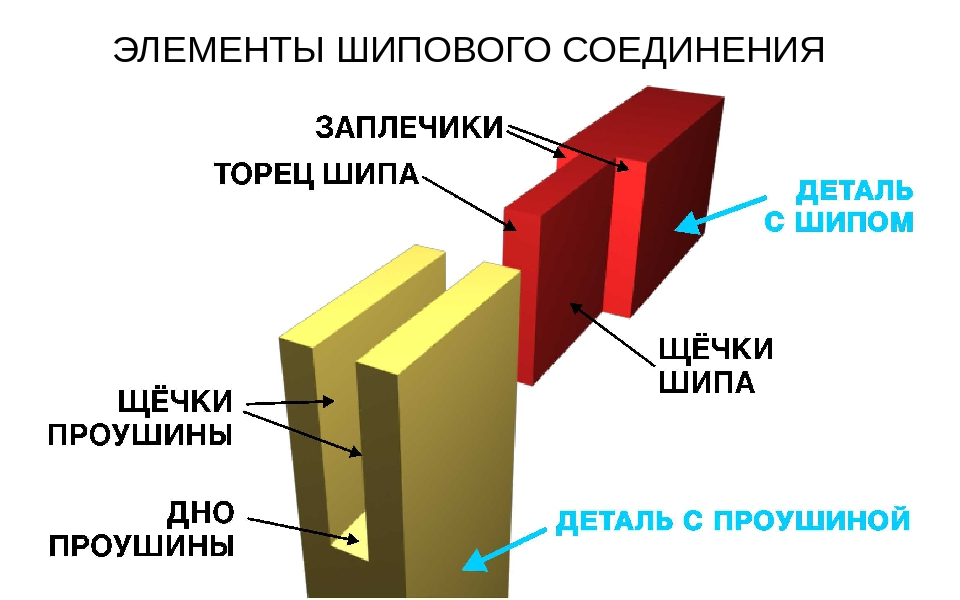 ЭЛЕМЕНТЫ ШИПОВОГО СОЕДИНЕНИЯ
ЗАПЛЕЧИКИ
ТОРЕЦ ШИПА
ДЕТАЛЬ
С ШИПОМ
ЩЁЧКИ
ШИПА
ЩЁЧКИ
ПРОУШИНЫ
ДНО
ПРОУШИНЫ
ДЕТАЛЬ С ПРОУШИНОЙ